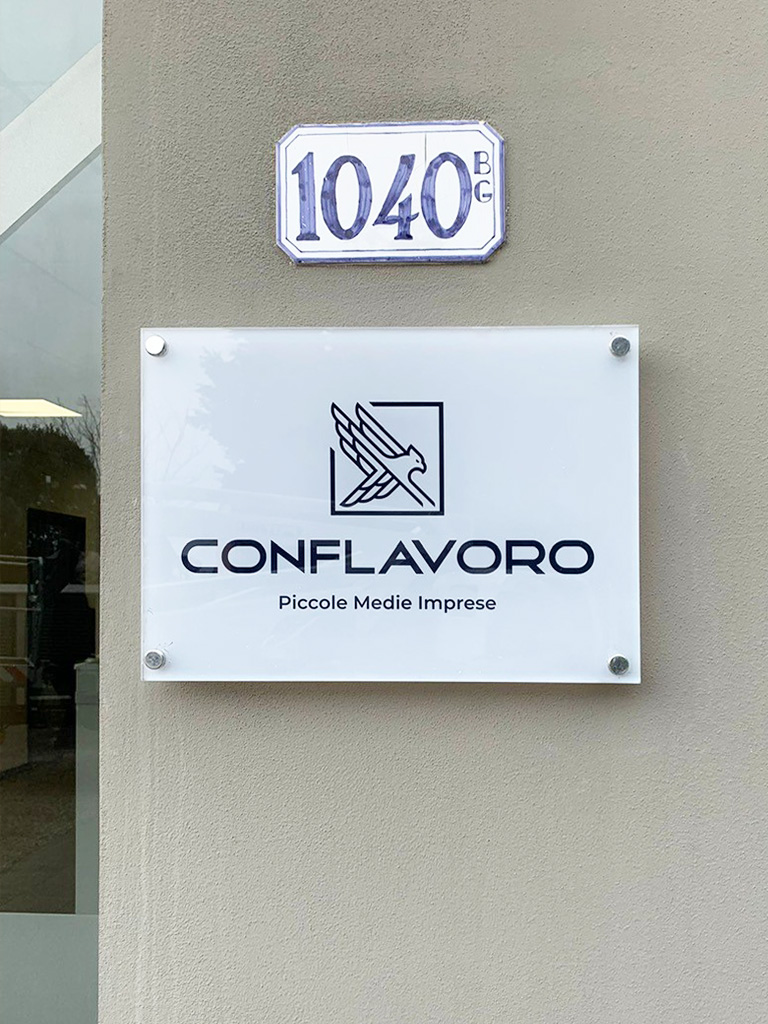 1040 BG
CONFLAVORO
Piccole Medie Imprese